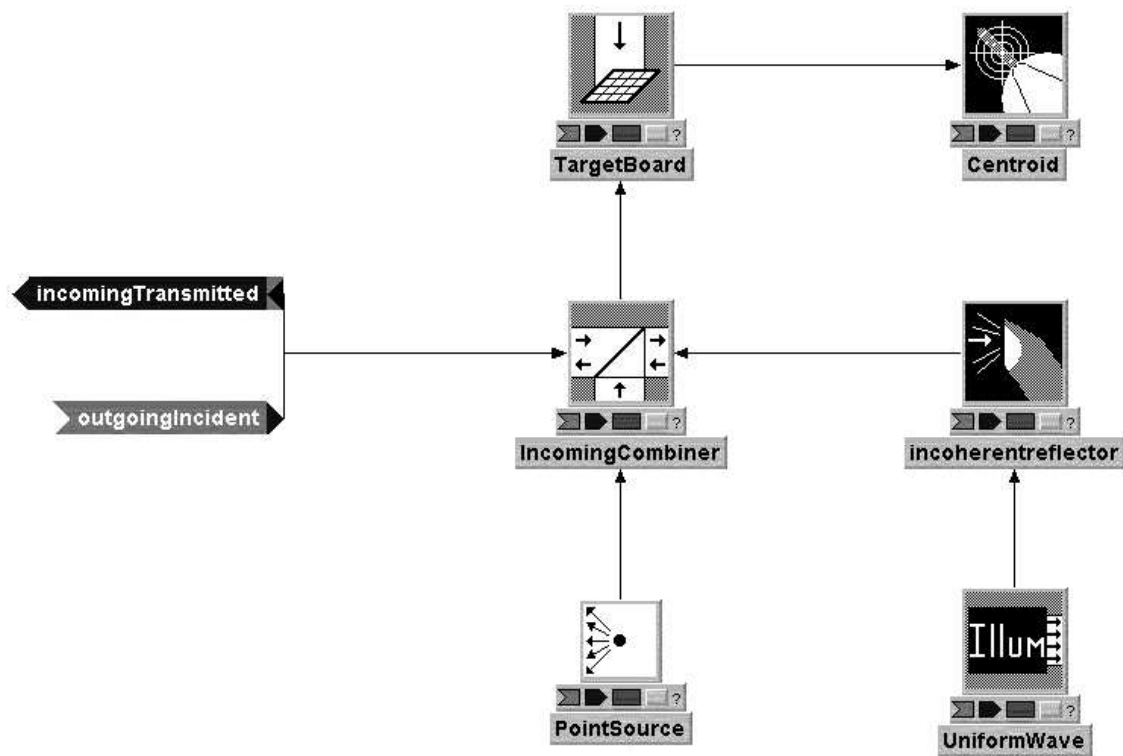 ?
?
TargetBoard
Centroid
incomingTransmitted
outgoingIncident
?
?
IncomingCombiner
incoherentreflector
Illum
?
?
PointSource
UniformWave